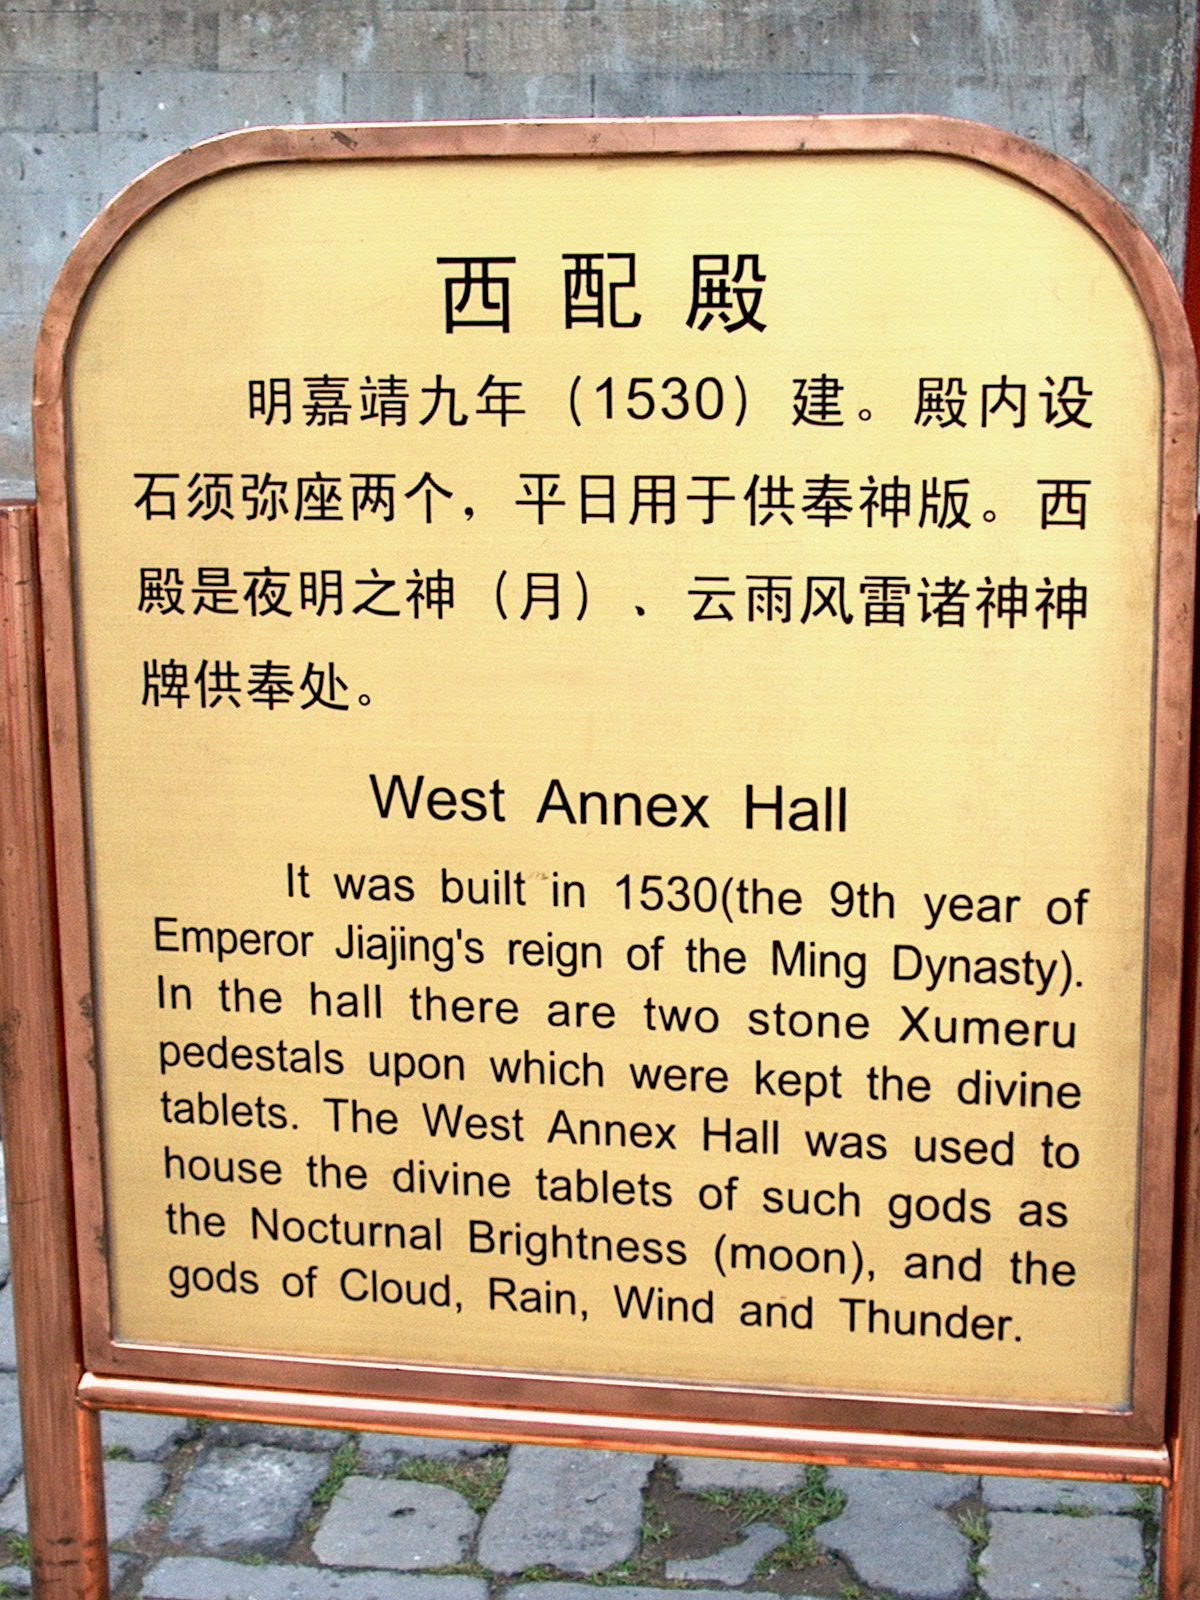 西配殿
明嘉靖九年（1530）建。殿内设
石须弥座两个，平日用于供奉神版。西
殿是夜明之神（月）、云雨风雷诸神神
牌供奉处。
West Annex Hall
It was built in 1530(the 9th year of
Emperor Jiajing's reign of the Ming Dynasty).
In the hall there are two stone Xumeru
pedestals upon which were kept the divine
tablets. The West Annex Hall was used to
house the divine tablets of such gods as
the Nocturnal Brightness (moon), and the
gods of Cloud, Rain, Wind and Thunder.